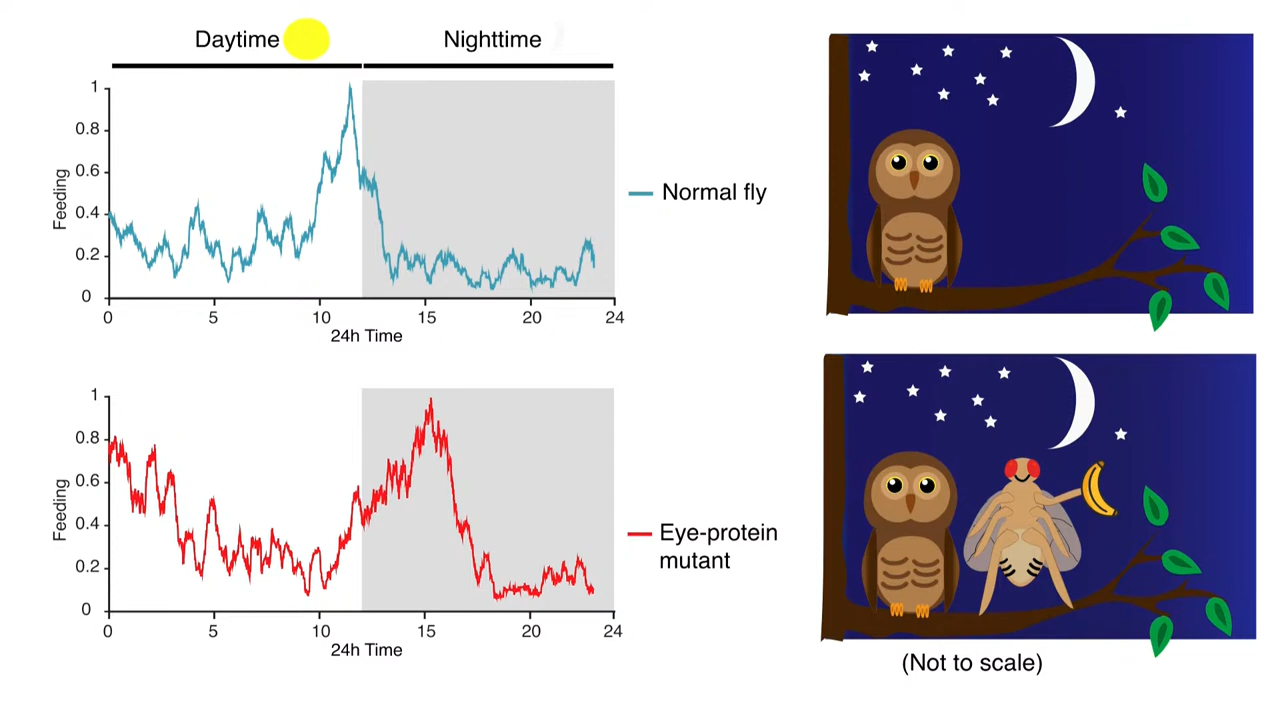 Daytime
Nighttime
1
0.8
0.6
0.4
0.2
0
Feeding
0 5 10 15 20 24
24h Time
Normal fly
1
0.8
0.6
0.4
0.2
0
Feeding
0 5 10 15 20 24
24h Time
Eye-protein
mutant
(Not to scale)